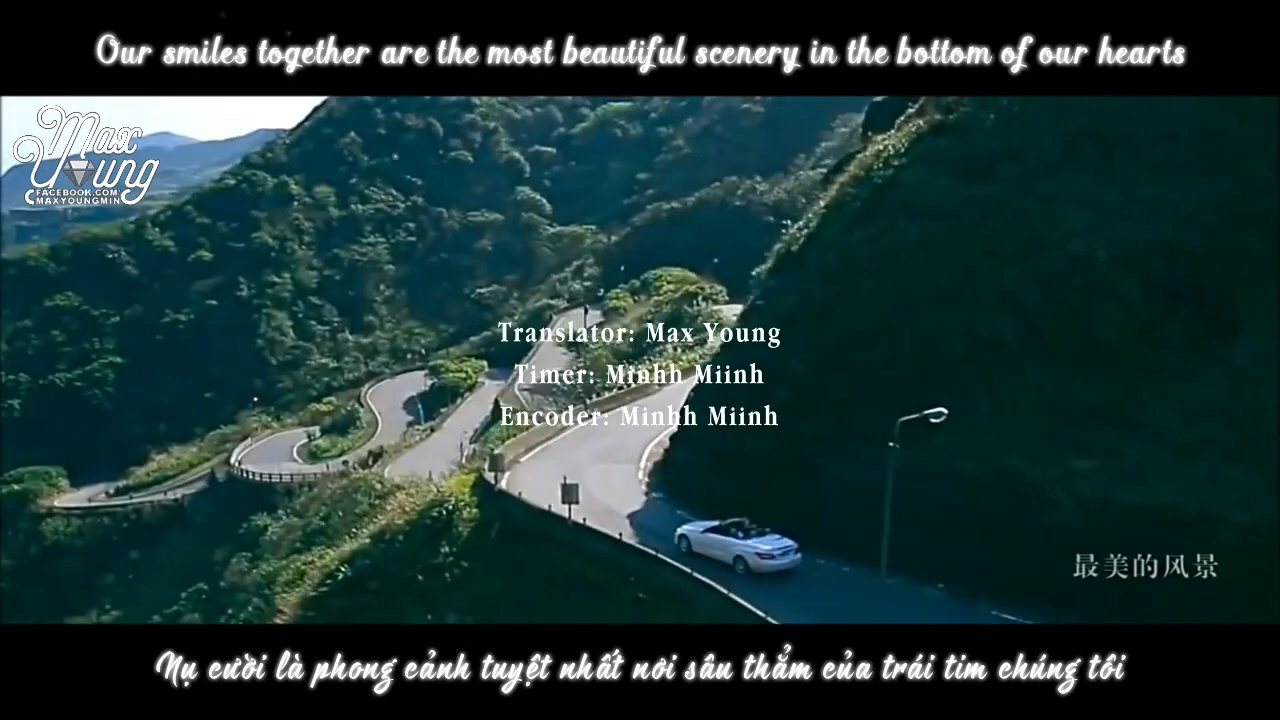 Our smiles together are the most beautiful scenery in the bottom of our hearts
Max
Young
FACEBOOK.COM/
MAXYOUNGMIN
Translator: Max Young
Timer: Minhh Miinh
Encoder: Minhh Miinh
最美的风景
Nụ cười là phong cảnh tuyệt nhất nơi sâu thẳm của trái tim chúng tôi